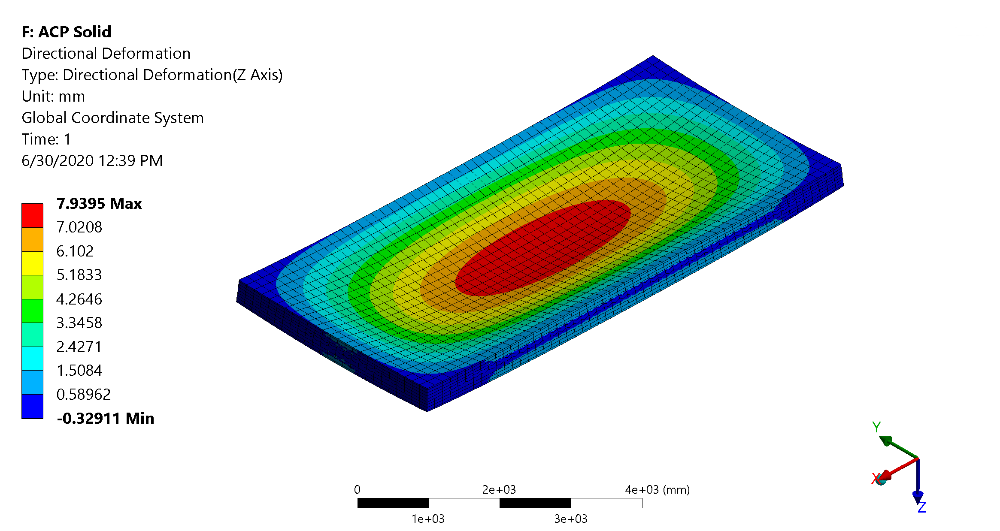 F: ACP Solid
Directional Deformation
Type: Directional Deformation(Z Axis)
Unit: mm
Global Coordinate System
Time: 1
6/30/2020 12:39 PM
7.9395 Max
7.0208
6.102
5.1833
4.2646
3.3458
2.4271
1.5084
0.58962
-0.32911 Min
Y
X
Z
0 2e+03 4e+03 (mm)
1e+03 3e+03